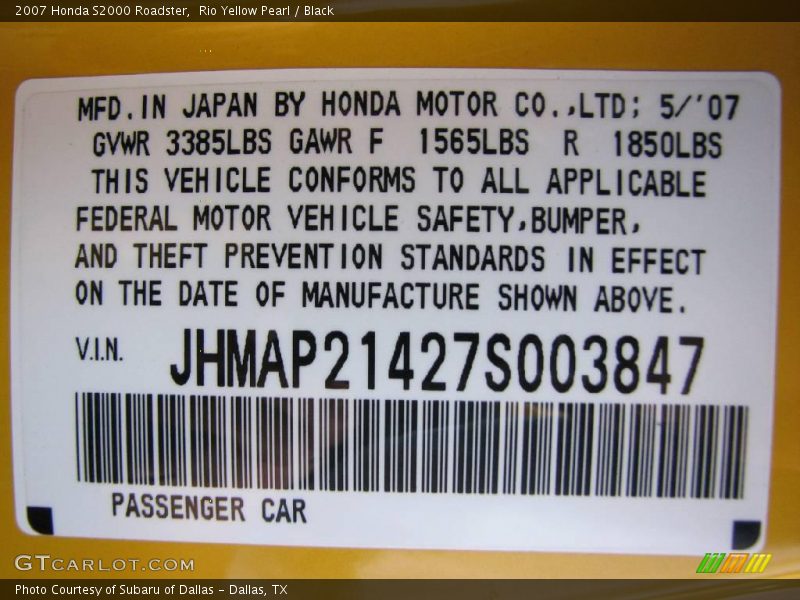 2007 Honda S2000 Roadster,  Rio Yellow Pearl / Black
MFD.IN JAPAN BY HONDA MOTOR CO.,LTD; 5/'07
GVWR 3385LBS GAWR F 1565LBS R 1850LBS
THIS VEHICLE CONFORMS TO ALL APPLICABLE
FEDERAL MOTOR VEHICLE SAFETY,BUMPER,
AND THEFT PREVENTION STANDARDS IN EFFECT
ON THE DATE OF MANUFACTURE SHOWN ABOVE.
V.I.N. JHMAP21427S003847
PASSENGER CAR
GTCARLOT.COM
Photo Courtesy of Subaru of Dallas - Dallas, TX